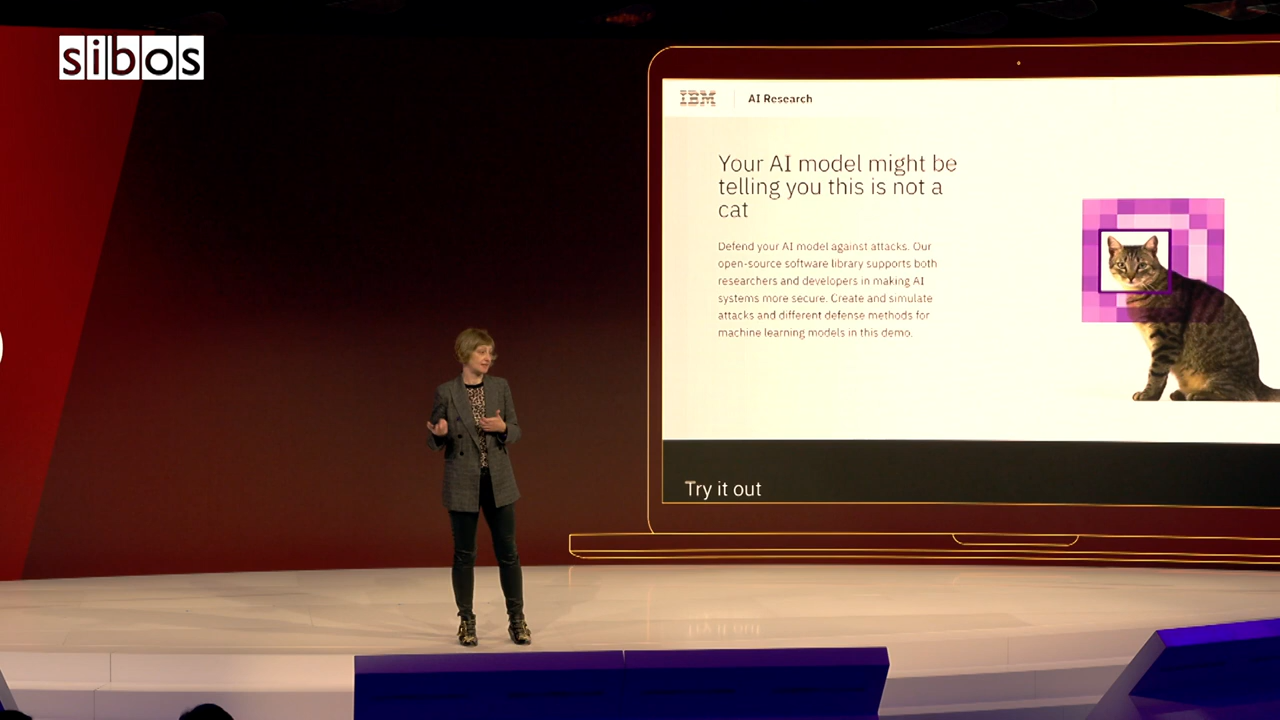 sibos
IBM
AI Research
Your AI model might be
telling you this is not a
cat
Defend your AI model against attacks. Our
open-source software library supports both
researchers and developers in making AI
systems more secure. Create and simulate
attacks and different defense methods for
machine learning models in this demo.
Try it out